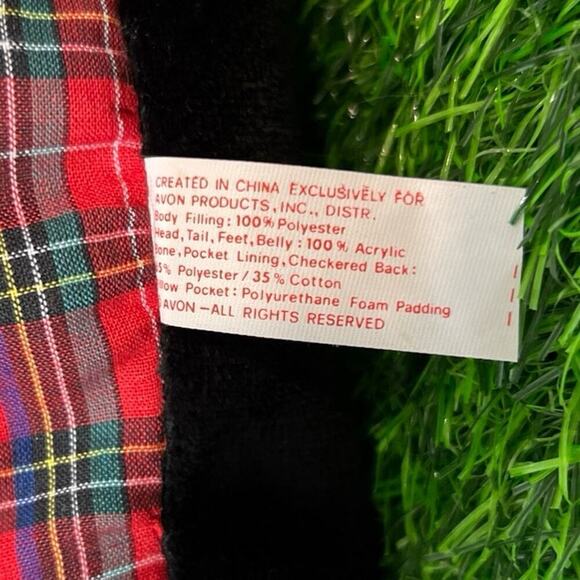 CREATED IN CHINA EXCLUSIVELY FOR
AVON PRODUCTS, INC., DISTR.
Body Filling: 100% Polyester
Head, Tail, Feet, Belly: 100% Acrylic
Bone, Pocket Lining, Checkered Back:
5% Polyester / 35% Cotton
llow Pocket: Polyurethane Foam Padding
AVON —ALL RIGHTS RESERVED